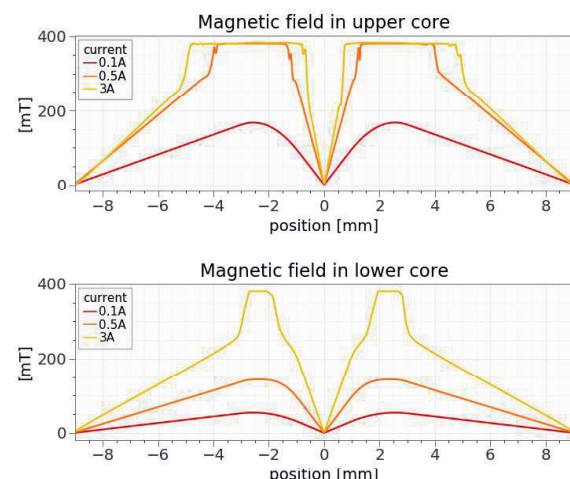 Magnetic field in upper core
400
200
0
[mT]
current
0.1A
0.5A
3A
−8 −6 −4 −2 0 2 4 6 8
position [mm]
Magnetic field in lower core
400
200
0
[mT]
current
0.1A
0.5A
3A
−8 −6 −4 −2 0 2 4 6 8
position [mm]